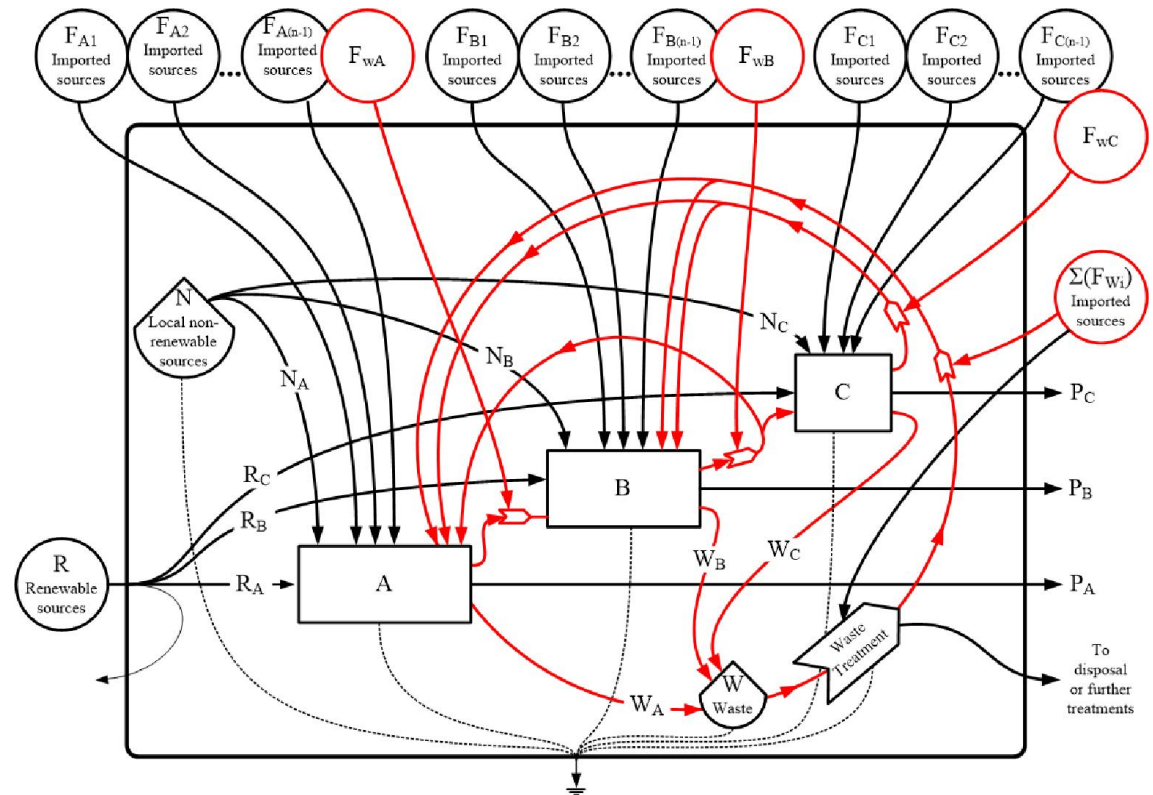 FA1
Imported
sources
FA2
Imported
sources
...
FA(n-1)
Imported
sources
FwA
FB1
Imported
sources
FB2
Imported
sources
...
FB(n-1)
Imported
sources
FwB
FC1
Imported
sources
FC2
Imported
sources
...
FC(n-1)
Imported
sources
FwC
Σ(FWi)
Imported
sources
N
Local non-
renewable
sources
NA
NB
NC
C
PC
RC
B
PB
RB
R
Renewable
sources
RA
A
PA
WB
WC
WA
W
Waste
Waste
Treatment
To
disposal
or further
treatments